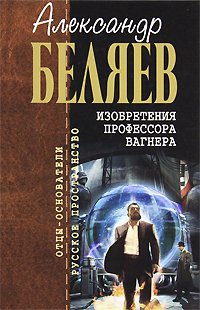 Александр
БЕЛЯЕВ
ИЗОБРЕТЕНИЯ
ПРОФЕССОРА
ВАГНЕРА
ОТЦЫ-ОСНОВАТЕЛИ
РУССКОЕ ПРОСТРАНСТВО